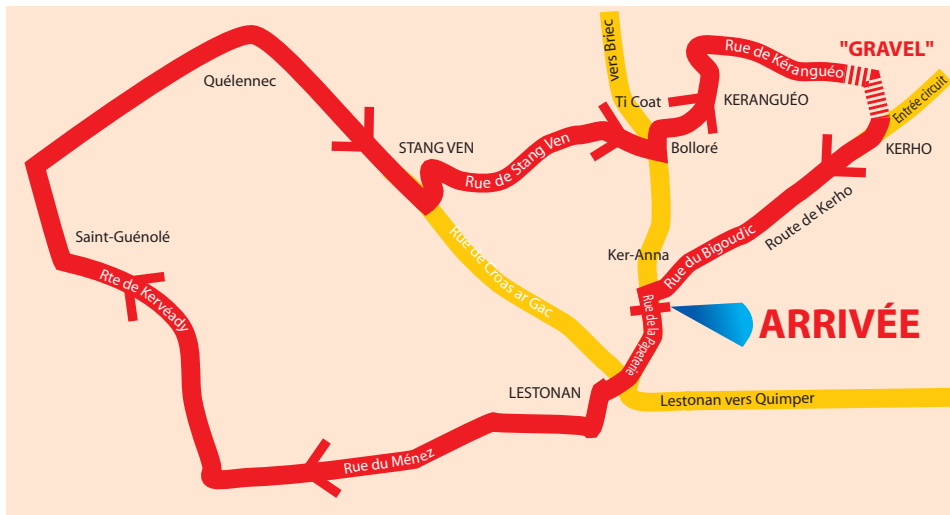 vers Briec
Rue de Kéranguéo
"GRAVEL"
Quélennec
Ti Coat
KERANGUÉO
Entrée circuit
STANG VEN
Rue de Stang Ven
Bolloré
KERHO
Saint-Guénolé
Rue de Croas ar Gac
Ker-Anna
Rue du Bigoudic
Route de Kerho
Rte de Kervéady
Rue de la Papeterie
ARRIVÉE
LESTONAN
Lestonan vers Quimper
Rue du Ménez